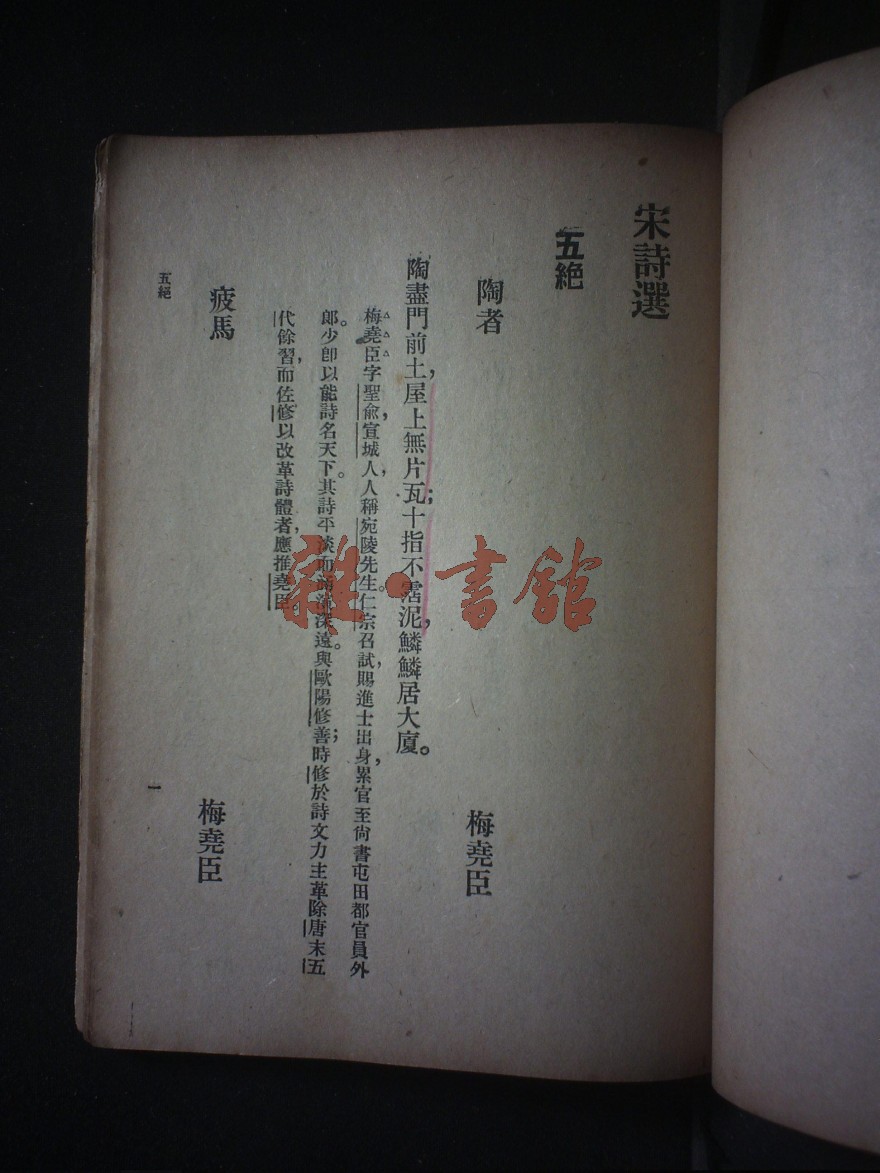 宋詩選
五絕
陶者
梅堯臣
陶盡門前土，屋上無片瓦；十指不霑泥，鱗鱗居大廈。
梅堯臣字聖兪，宣城人，人稱宛陵先生。仁宗召試，賜進士出身，累官至尙書屯田都官員外
郞。少卽以能詩名天下。其詩平淡而深遠。與歐陽修善；時修於詩文力主革除唐末五
代餘習，而佐修以改革詩體者，應推堯臣。
疲馬
梅堯臣
五絕
一
雜·書館